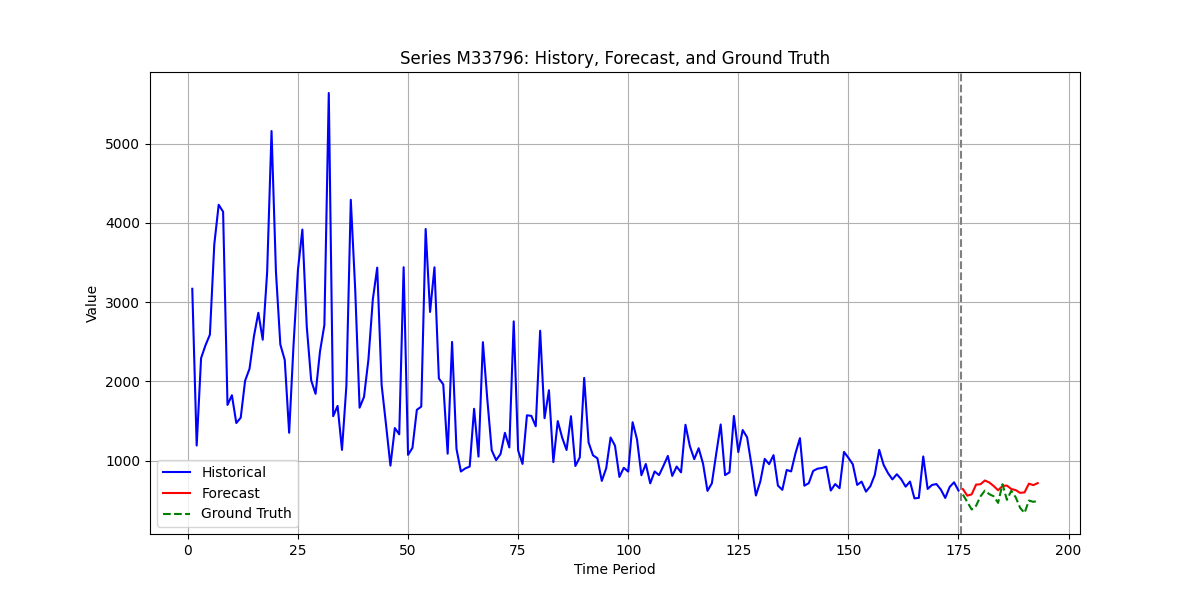 Series M33796: History, Forecast, and Ground Truth
Value
5000
4000
3000
2000
1000
Historical
Forecast
Ground Truth
0 25 50 75 100 125 150 175 200
Time Period